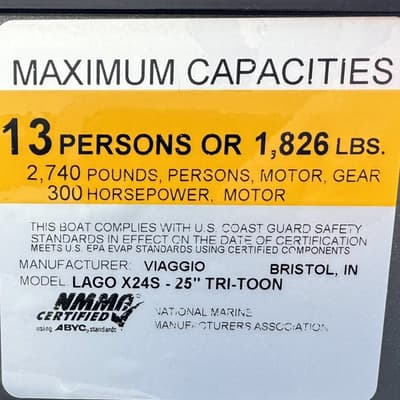 MAXIMUM CAPACITIES
13 PERSONS OR 1,826 LBS.
2,740 POUNDS, PERSONS, MOTOR, GEAR
300 HORSEPOWER, MOTOR
THIS BOAT COMPLIES WITH U.S. COAST GUARD SAFETY
STANDARDS IN EFFECT ON THE DATE OF CERTIFICATION
MEETS U.S. EPA EVAP STANDARDS USING CERTIFIED COMPONENTS
MANUFACTURER: VIAGGIO BRISTOL, IN
MODEL LAGO X24S - 25" TRI-TOON
NMMA
CERTIFIED
using ABYC standards
NATIONAL MARINE
MANUFACTURERS ASSOCIATION